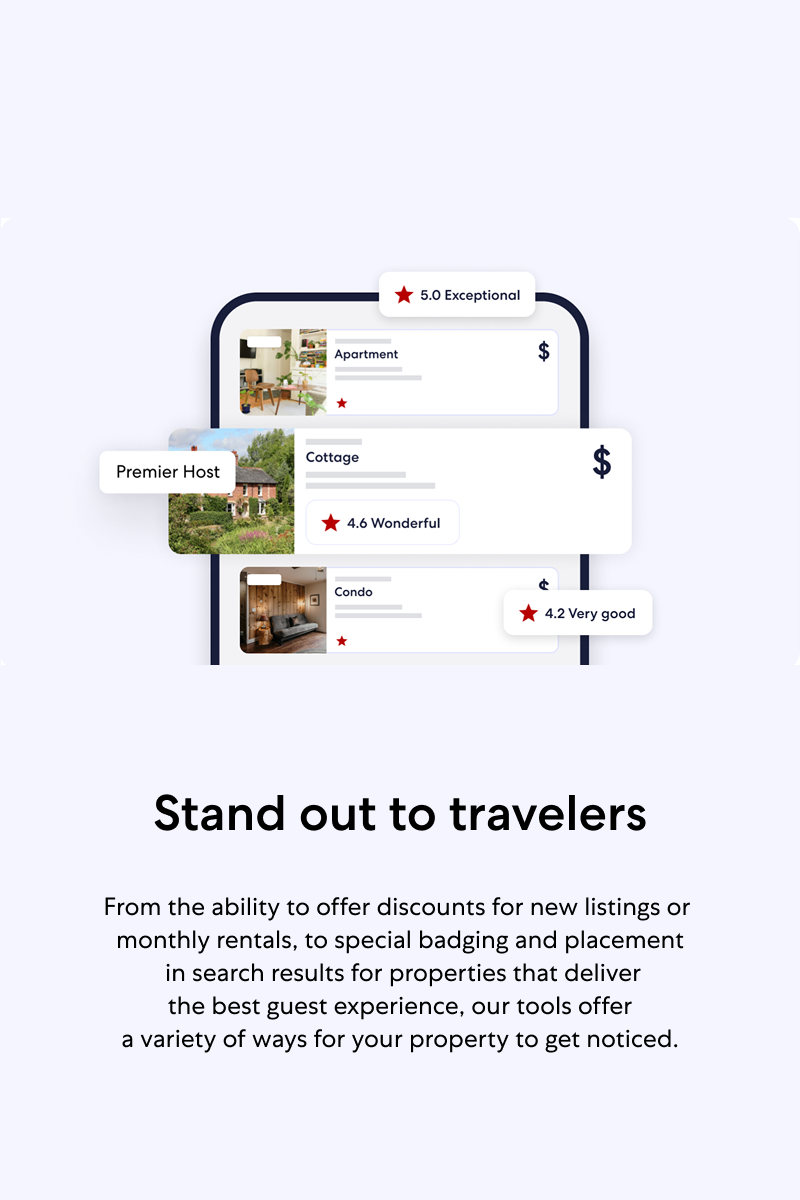 5.0 Exceptional
Apartment
$
Premier Host
Cottage
$
4.6 Wonderful
Condo
$
4.2 Very good
Stand out to travelers
From the ability to offer discounts for new listings or
monthly rentals, to special badging and placement
in search results for properties that deliver
the best guest experience, our tools offer
a variety of ways for your property to get noticed.